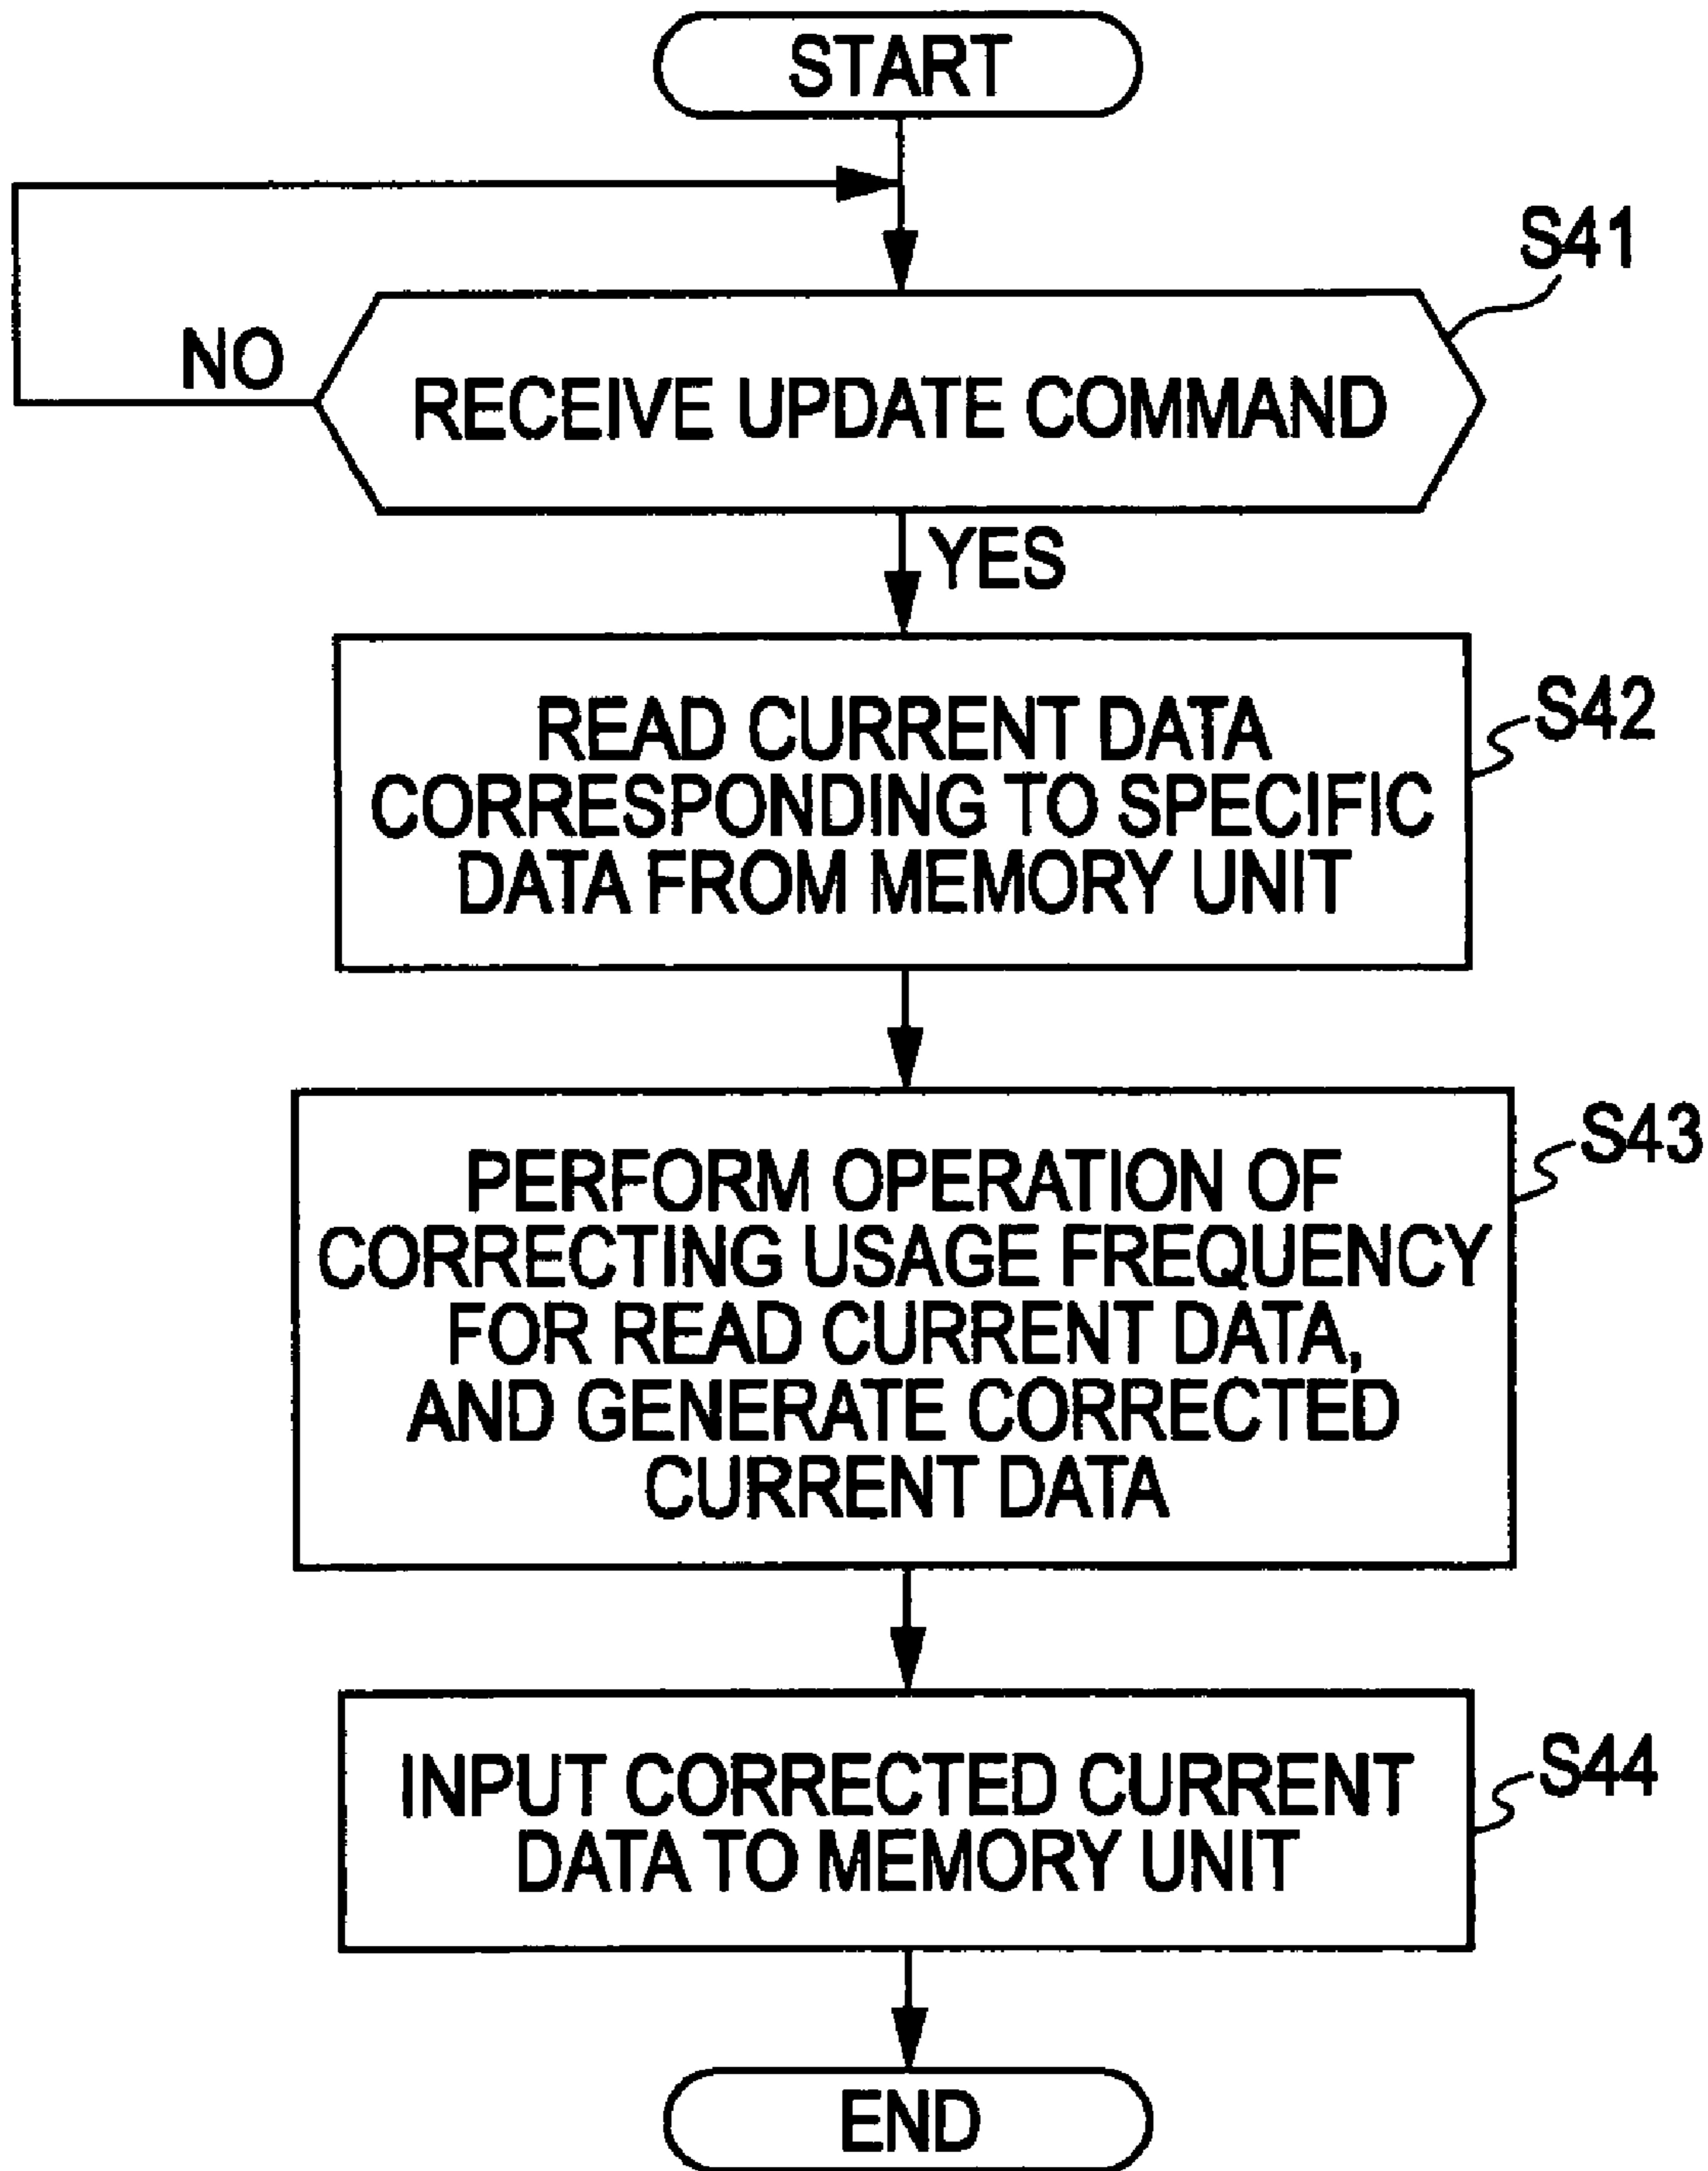 START
S41
NO
RECEIVE UPDATE COMMAND
YES
S42
READ CURRENT DATA
CORRESPONDING TO SPECIFIC
DATA FROM MEMORY UNIT
S43
PERFORM OPERATION OF
CORRECTING USAGE FREQUENCY
FOR READ CURRENT DATA,
AND GENERATE CORRECTED
CURRENT DATA
S44
INPUT CORRECTED CURRENT
DATA TO MEMORY UNIT
END